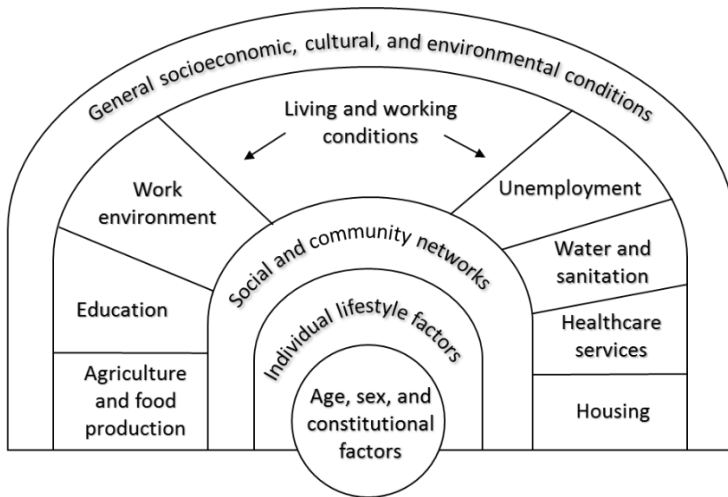 General socioeconomic, cultural, and environmental conditions
Living and working
conditions
Work
environment
Unemployment
Social and community networks
Water and
sanitation
Education
Individual lifestyle factors
Healthcare
services
Agriculture
and food
production
Age, sex, and
constitutional
factors
Housing